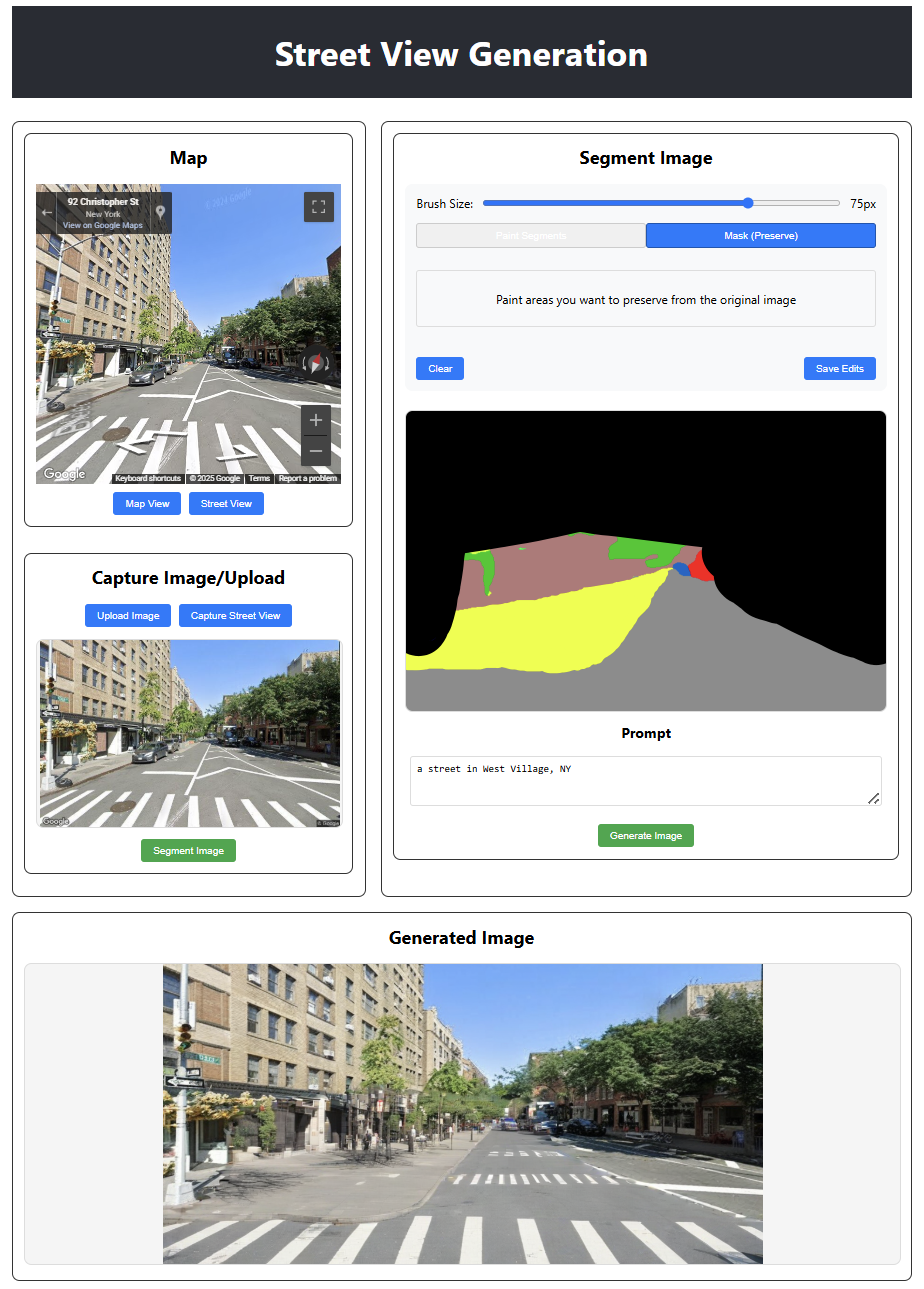 Street View Generation
Map
92 Christopher St
New York
View on Google Maps
© 2024 Google
Google
Keyboard shortcuts
© 2025 Google
Terms
Report a problem
Map View
Street View
Capture Image/Upload
Upload Image
Capture Street View
Google
© Google
Segment Image
Segment Image
Brush Size:
75px
Paint Segments
Mask (Preserve)
Paint areas you want to preserve from the original image
Clear
Save Edits
Prompt
a street in West Village, NY
Generate Image
Generated Image